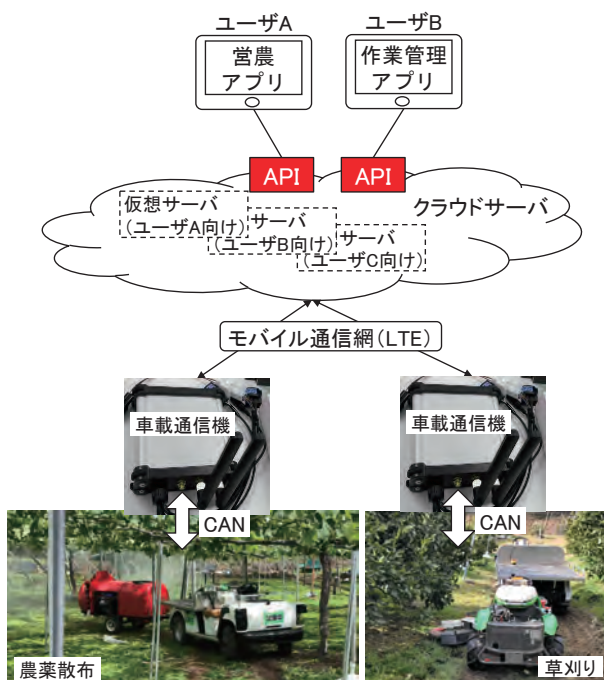 ユーザA
ユーザB
営農
アプリ
作業管理
アプリ
API
API
仮想サーバ
(ユーザA向け)
サーバ
(ユーザB向け)
サーバ
(ユーザC向け)
クラウドサーバ
モバイル通信網(LTE)
車載通信機
車載通信機
CAN
CAN
農薬散布
草刈り